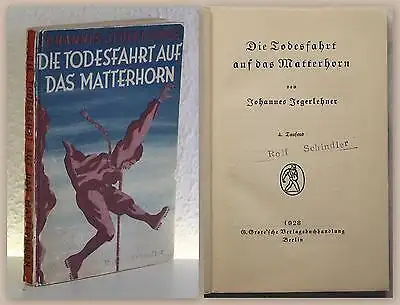 JOHANNES JEGERLEHNER
DIE TODESFAHRT AUF
DAS MATTERHORN
Die Todesfahrt
auf das Matterhorn
von
Johannes Jegerlehner
4. Tausend
Rolf Schindler
1928
G. Grote'sche Verlagsbuchhandlung
Berlin